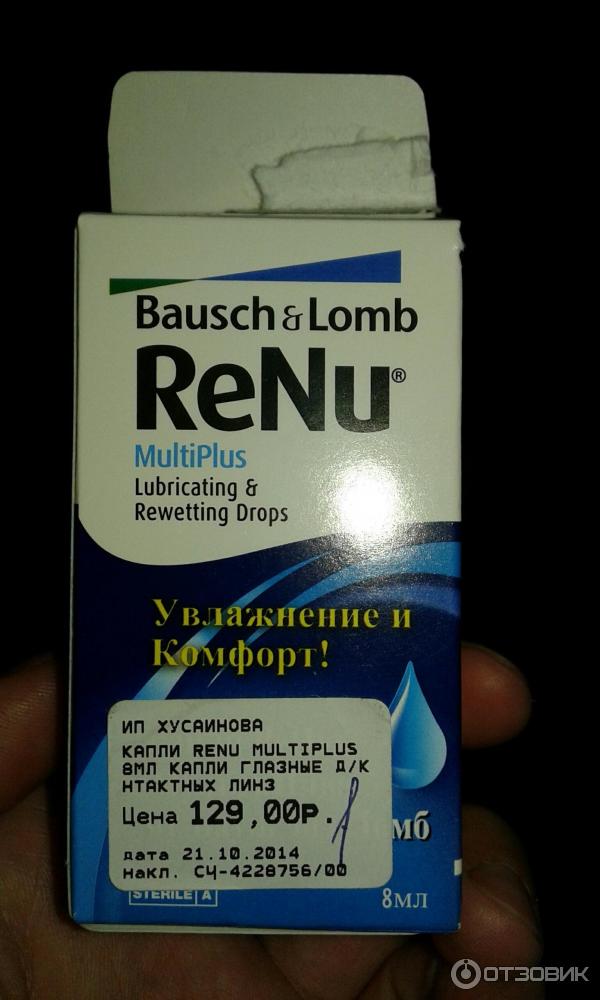 Bausch & Lomb
ReNu®
MultiPlus
Lubricating &
Rewetting Drops
Увлажнение и
Комфорт!
ИП ХУСАИНОВА
КАПЛИ RENU MULTIPLUS
8МЛ КАПЛИ ГЛАЗНЫЕ Д/К
НТАКТНЫХ ЛИНЗ
Цена 129,00р.
дата 21.10.2014
накл. СЧ-4228756/00
мб
STERILE A
8мл
ОТЗОВИК